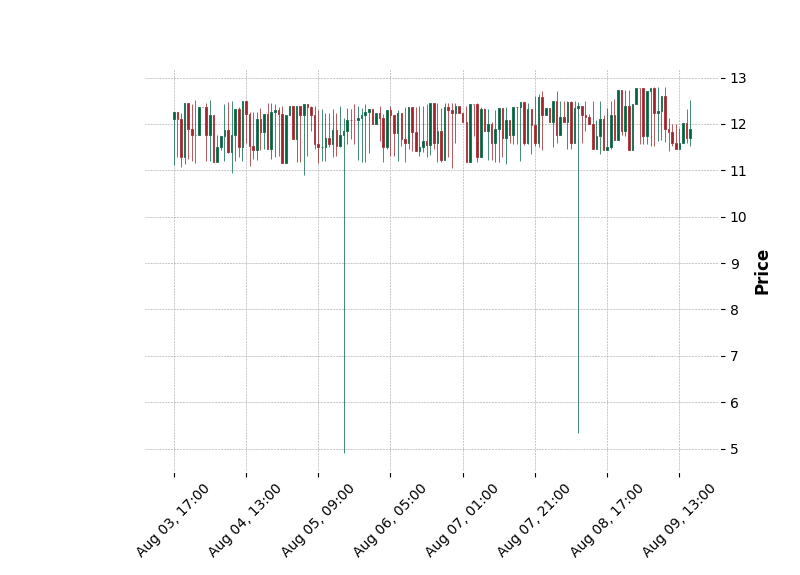 13
12
11
10
9
8
7
6
5
Price
Aug 03, 17:00
Aug 04, 13:00
Aug 05, 09:00
Aug 06, 05:00
Aug 07, 01:00
Aug 07, 21:00
Aug 08, 17:00
Aug 09, 13:00